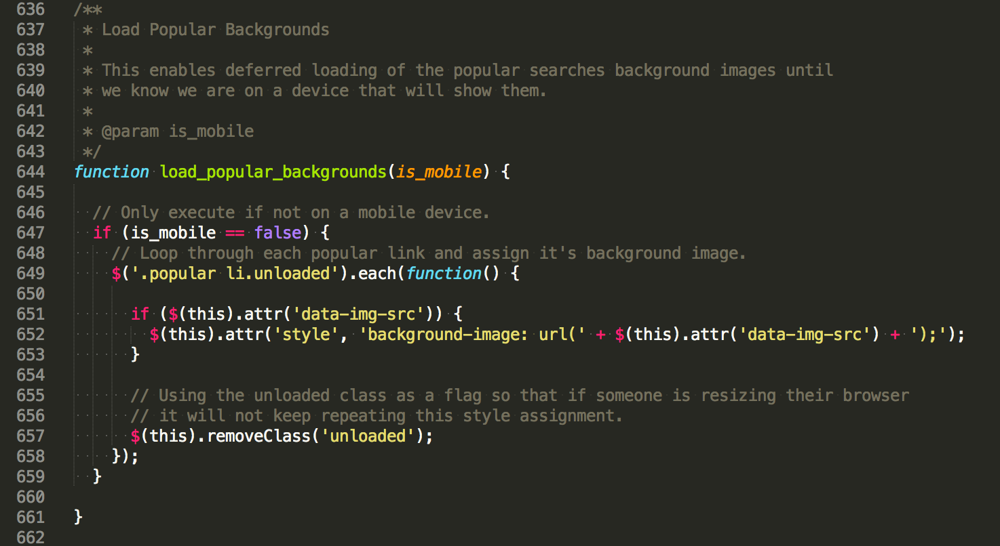 636 /**
637  * Load Popular Backgrounds
638  *
639  * This enables deferred loading of the popular searches background images until
640  * we know we are on a device that will show them.
641  *
642  * @param is_mobile
643  */
644 function load_popular_backgrounds(is_mobile) {
645
646   // Only execute if not on a mobile device.
647   if (is_mobile == false) {
648     // Loop through each popular link and assign it's background image.
649     $('.popular li.unloaded').each(function() {
650
651       if ($(this).attr('data-img-src')) {
652         $(this).attr('style', 'background-image: url(' + $(this).attr('data-img-src') + ');');
653       }
654
655       // Using the unloaded class as a flag so that if someone is resizing their browser
656       // it will not keep repeating this style assignment.
657       $(this).removeClass('unloaded');
658     });
659   }
660
661 }
662